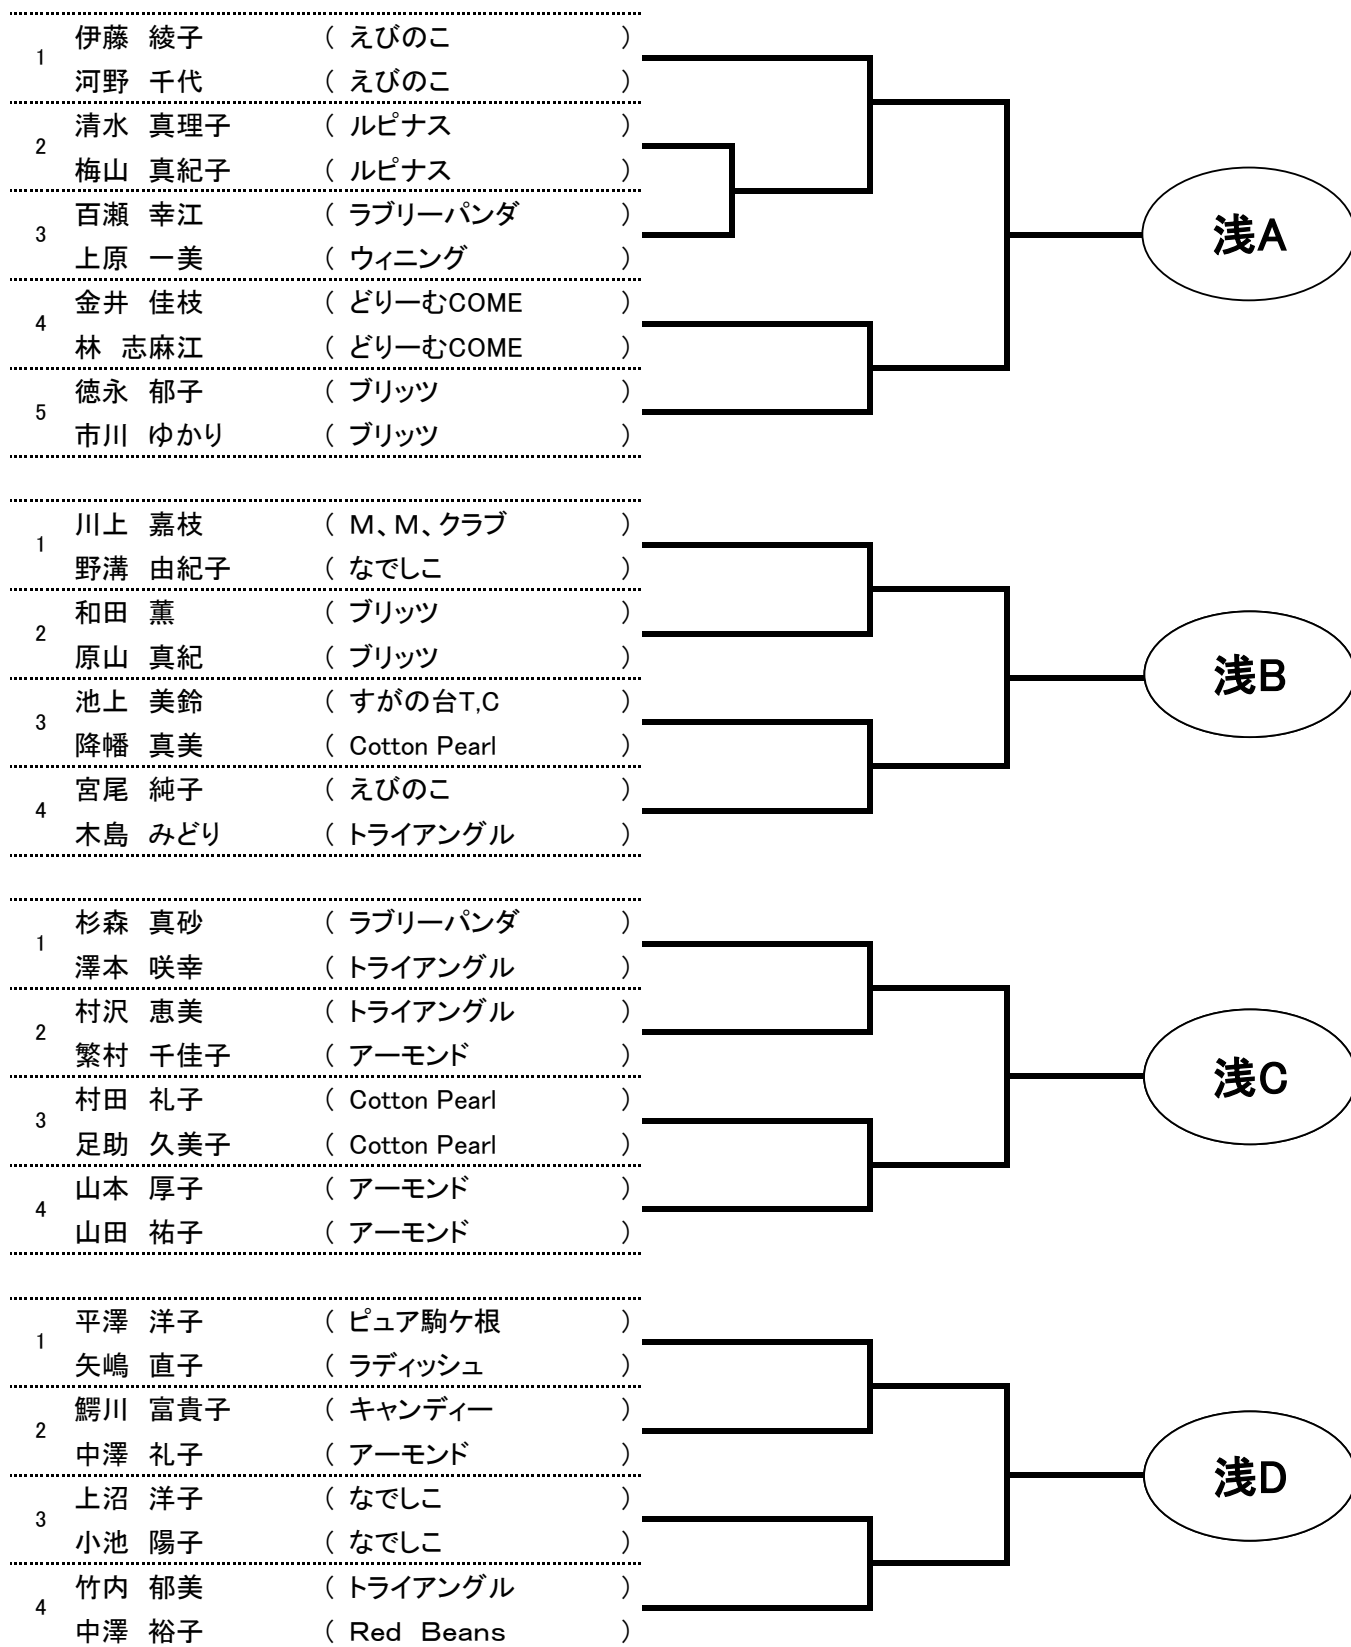 伊藤 綾子 ( えびのこ )
1
河野 千代 ( えびのこ )
清水 真理子 ( ルピナス )
2
梅山 真紀子 ( ルピナス )
百瀬 幸江 ( ラブリーパンダ )
3
上原 一美 ( ウィニング )
金井 佳枝 ( どりーむCOME )
4
林 志麻江 ( どりーむCOME )
徳永 郁子 ( ブリッツ )
5
市川 ゆかり ( ブリッツ )
浅A
川上 嘉枝 ( M、M、クラブ )
1
野溝 由紀子 ( なでしこ )
和田 薫 ( ブリッツ )
2
原山 真紀 ( ブリッツ )
池上 美鈴 ( すがの台T,C )
3
降幡 真美 ( Cotton Pearl )
宮尾 純子 ( えびのこ )
4
木島 みどり ( トライアングル )
浅B
杉森 真砂 ( ラブリーパンダ )
1
澤本 咲幸 ( トライアングル )
村沢 恵美 ( トライアングル )
2
繁村 千佳子 ( アーモンド )
村田 礼子 ( Cotton Pearl )
3
足助 久美子 ( Cotton Pearl )
山本 厚子 ( アーモンド )
4
山田 祐子 ( アーモンド )
浅C
平澤 洋子 ( ピュア駒ケ根 )
1
矢嶋 直子 ( ラディッシュ )
鰐川 富貴子 ( キャンディー )
2
中澤 礼子 ( アーモンド )
上沼 洋子 ( なでしこ )
3
小池 陽子 ( なでしこ )
竹内 郁美 ( トライアングル )
4
中澤 裕子 ( Red Beans )
浅D